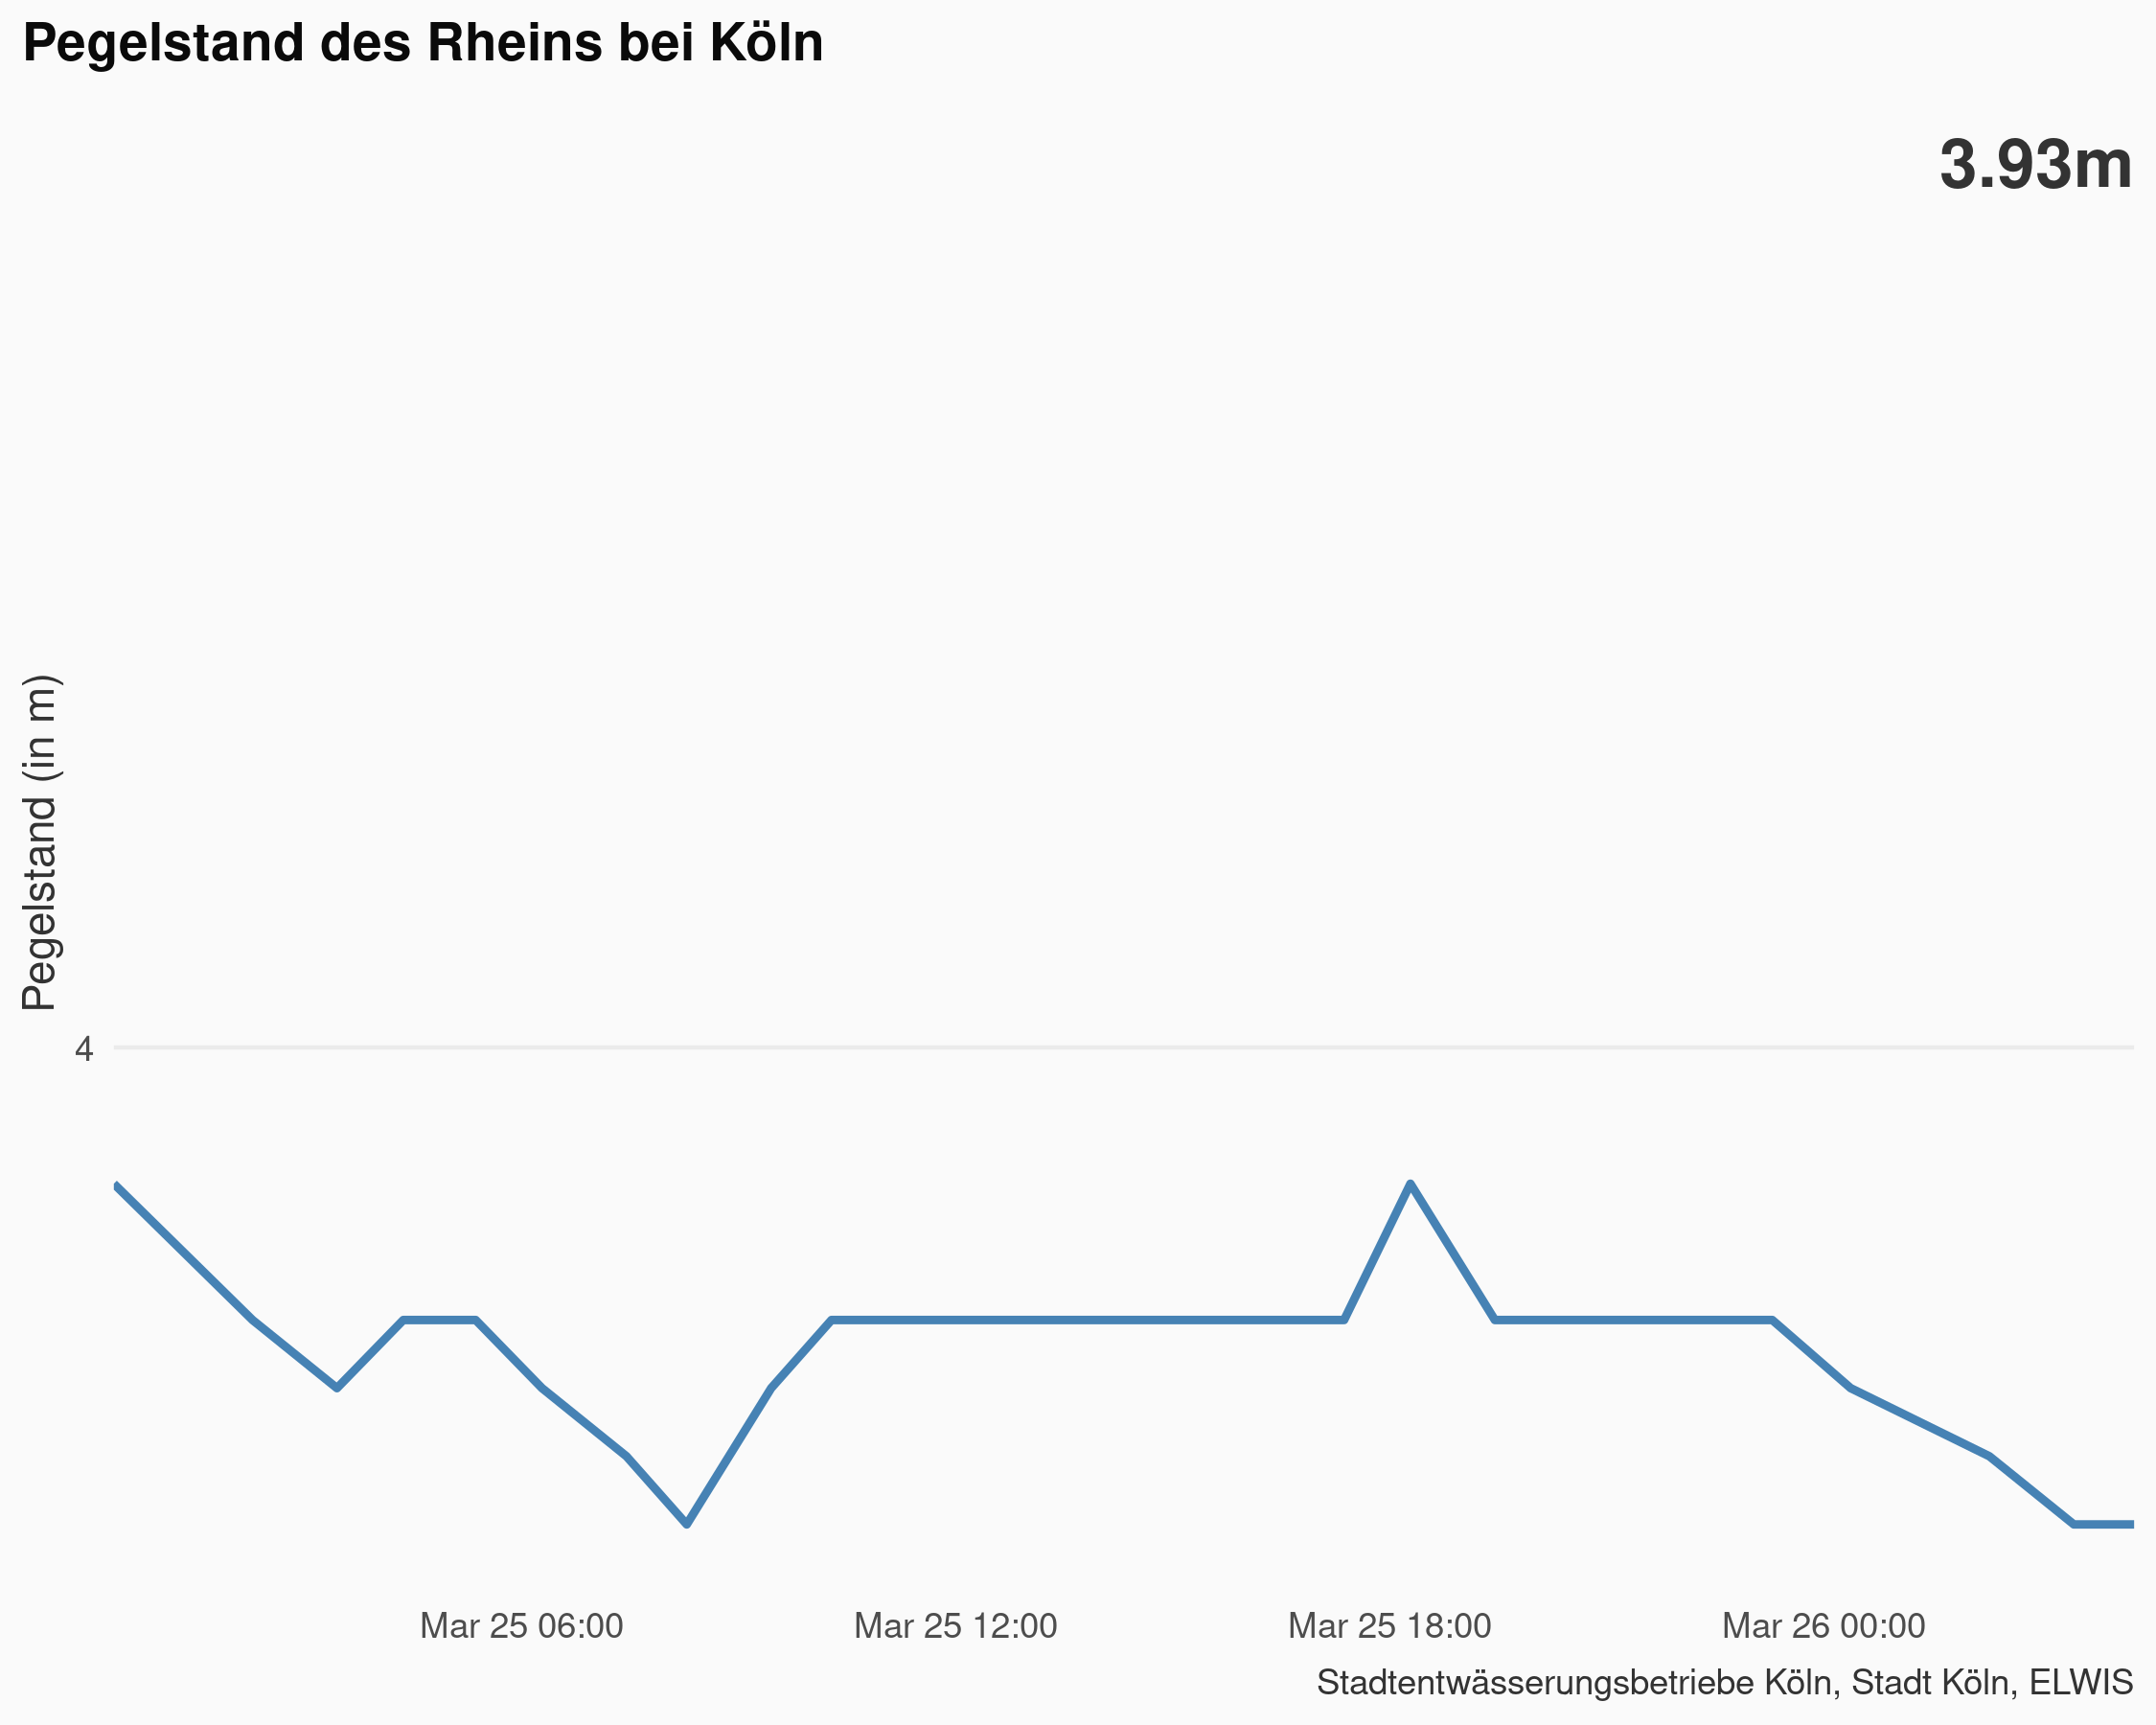 Pegelstand des Rheins bei Köln
3.93m
Pegelstand (in m)
4
Mar 25 06:00
Mar 25 12:00
Mar 25 18:00
Mar 26 00:00
Stadtentwässerungsbetriebe Köln, Stadt Köln, ELWIS